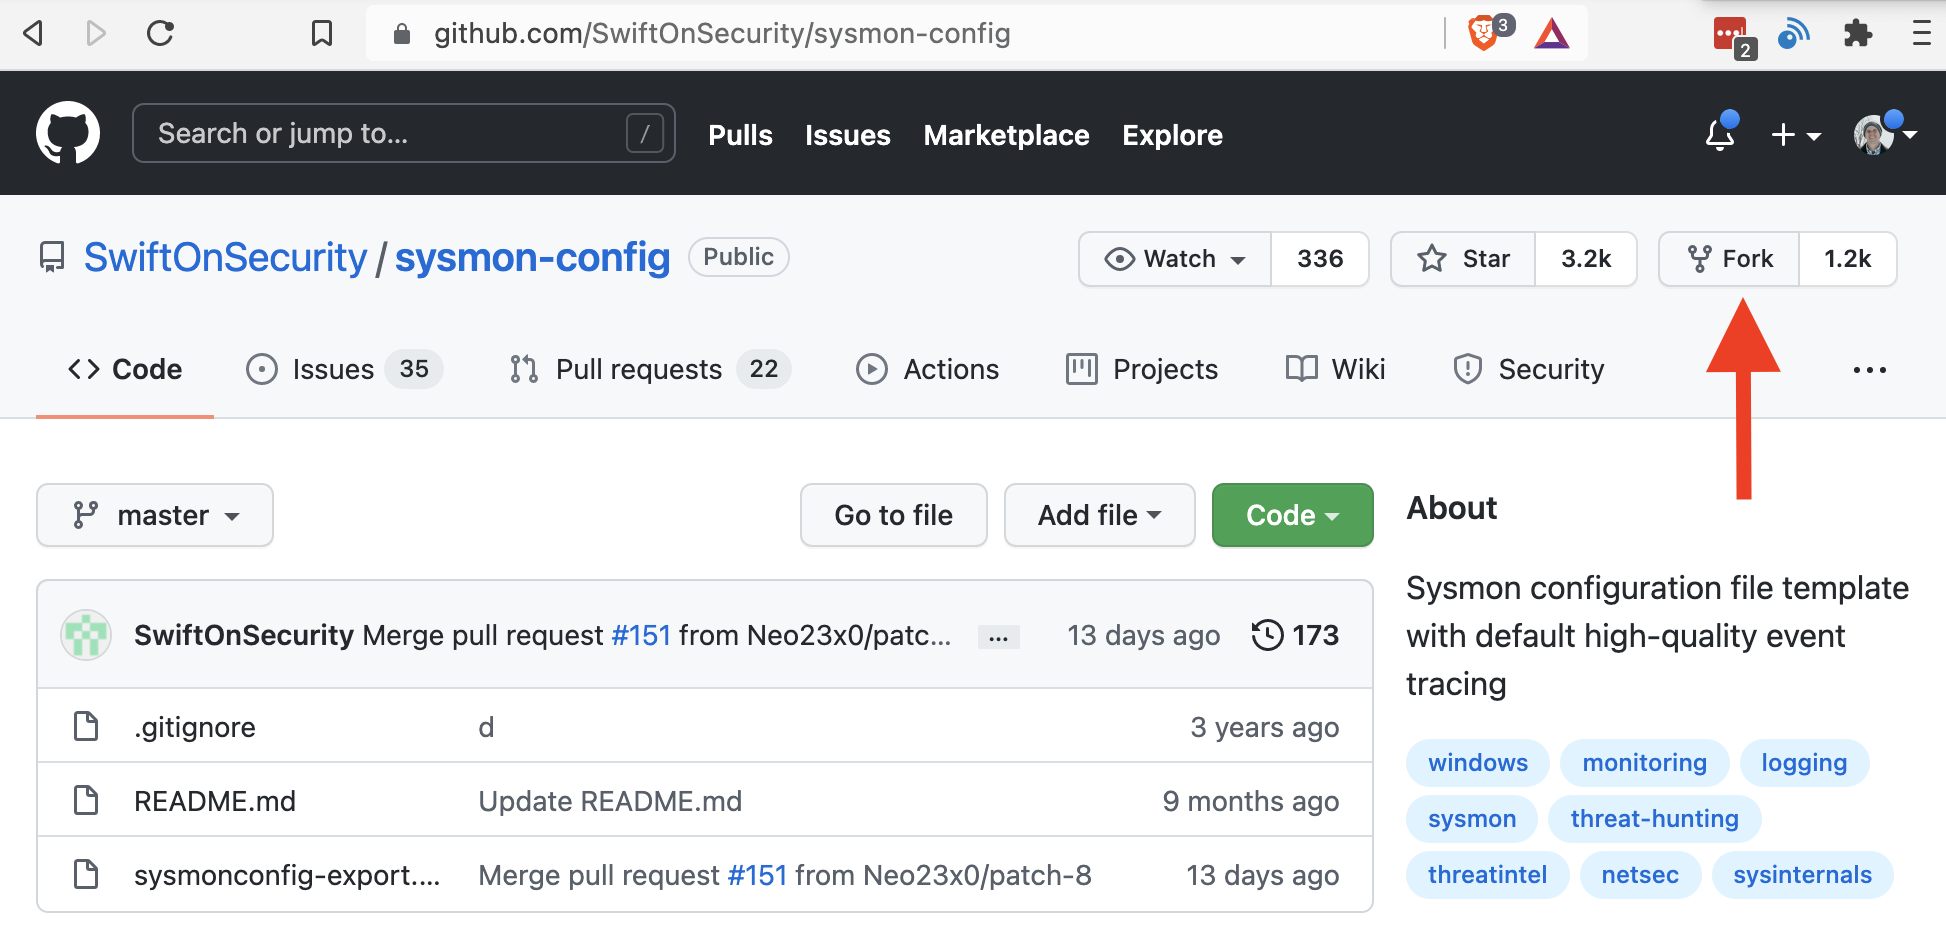 github.com/SwiftOnSecurity/sysmon-config
3
2
Search or jump to...
/
Pulls
Issues
Marketplace
Explore
SwiftOnSecurity / sysmon-config
Public
Watch
336
Star
3.2k
Fork
1.2k
Code
Issues 35
Pull requests 22
Actions
Projects
Wiki
Security
master
Go to file
Add file
Code
SwiftOnSecurity Merge pull request #151 from Neo23x0/patc...
...
13 days ago
173
.gitignore
d
3 years ago
README.md
Update README.md
9 months ago
sysmonconfig-export....
Merge pull request #151 from Neo23x0/patch-8
13 days ago
About
Sysmon configuration file template
with default high-quality event
tracing
windows
monitoring
logging
sysmon
threat-hunting
threatintel
netsec
sysinternals